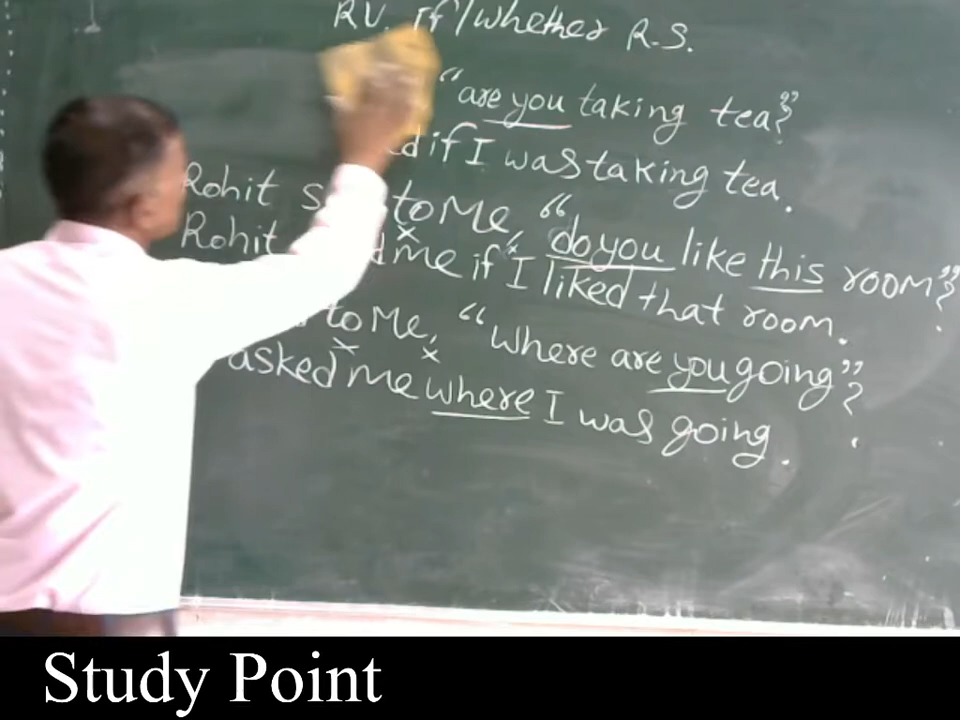 R.V. If/whether R.S.
"are you taking tea?"
if I was taking tea.
Rohit to Me, "do you like this room"?
Rohit me if I liked that room.
to Me, "where are you going"?
asked me where I was going.
Study Point